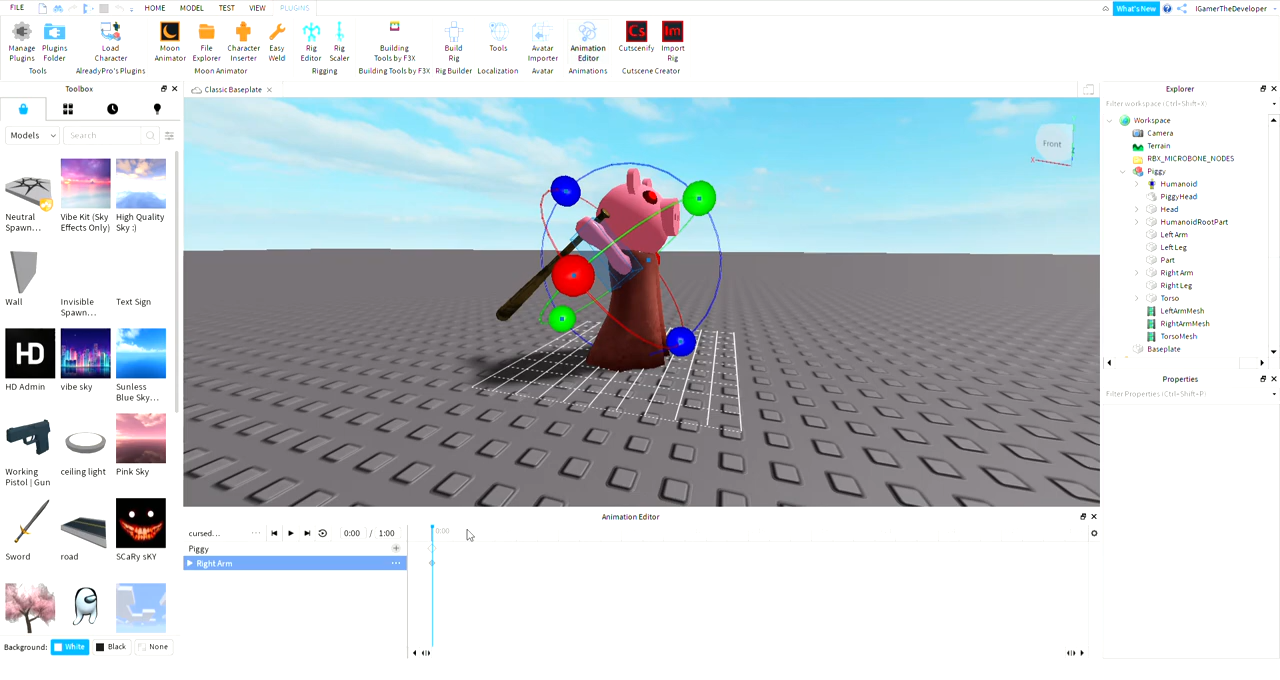 FILE HOME MODEL TEST VIEW PLUGINS What's New IGamerTheDeveloper
Manage Plugins Plugins Folder Load Character Moon Animator File Explorer Character Inserter Easy Weld Rig Editor Rig Scaler Building Tools by F3X Build Rig Tools Avatar Importer Animation Editor Cs Cutscenify Im Import Rig
Tools AlreadyPro's Plugins Moon Animator Rigging Building Tools by F3X Rig Builder Localization Avatar Animations Cutscene Creator
Toolbox
Models Search
Neutral Spawn... Vibe Kit (Sky Effects Only) High Quality Sky :)
Wall Invisible Spawn... Text Sign
HD
HD Admin vibe sky Sunless Blue Sky...
Working Pistol | Gun ceiling light Pink Sky
Sword road SCaRy sKY
Background: White Black None
Classic Baseplate
Front
X
Animation Editor
cursed... ... 0:00 / 1:00 0:00
Piggy
Right Arm ...
Explorer
Filter workspace (Ctrl+Shift+X)
Workspace
Camera
Terrain
RBX_MICROBONE_NODES
Piggy
Humanoid
PiggyHead
Head
HumanoidRootPart
Left Arm
Left Leg
Part
Right Arm
Right Leg
Torso
LeftArmMesh
RightArmMesh
TorsoMesh
Baseplate
Properties
Filter Properties (Ctrl+Shift+P)